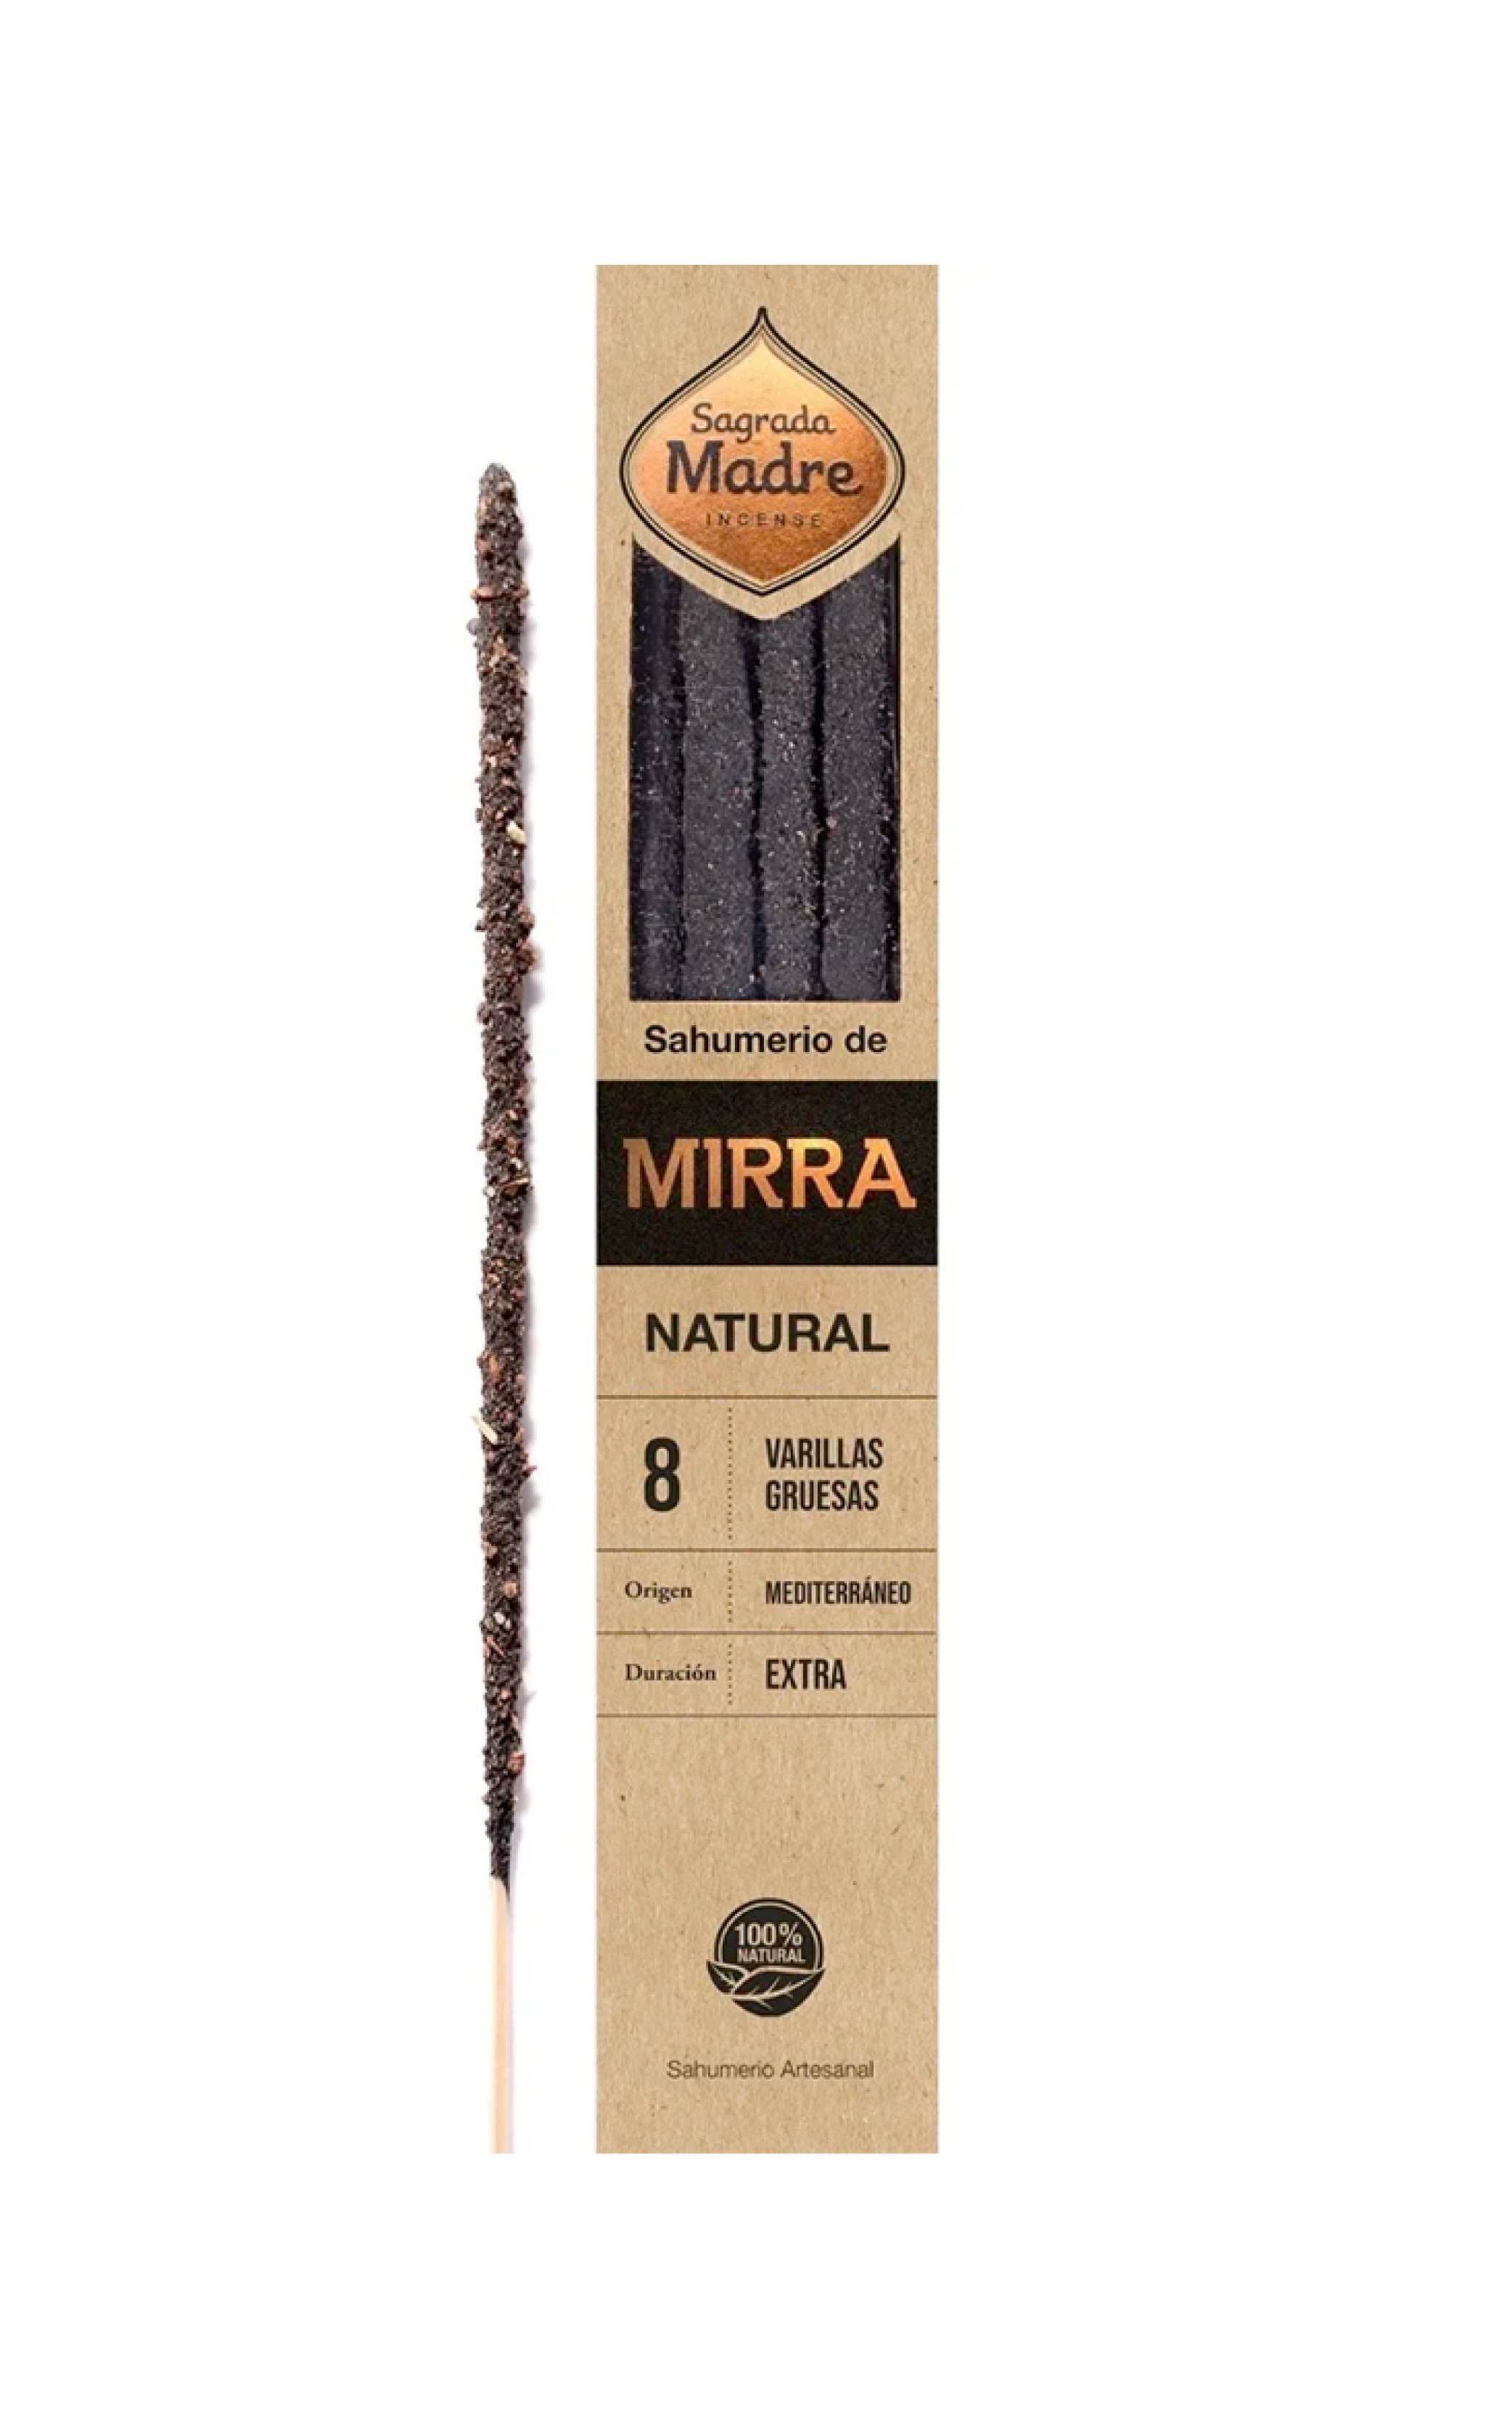 Sagrada
Madre
INCENSE
Sahumerio de
MIRRA
NATURAL
8
VARILLAS
GRUESAS
Origen
MEDITERRÁNEO
Duración
EXTRA
100%
NATURAL
Sahumerio Artesanal